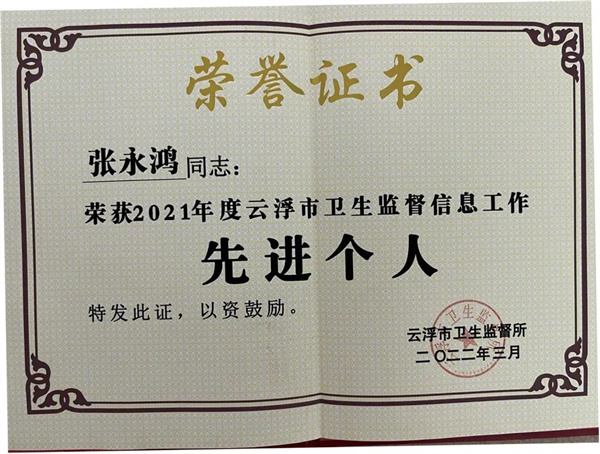 荣誉证书
张永鸿同志：
荣获2021年度云浮市卫生监督信息工作
先进个人
特发此证，以资鼓励。
云浮市卫生监督所
二〇二二年三月